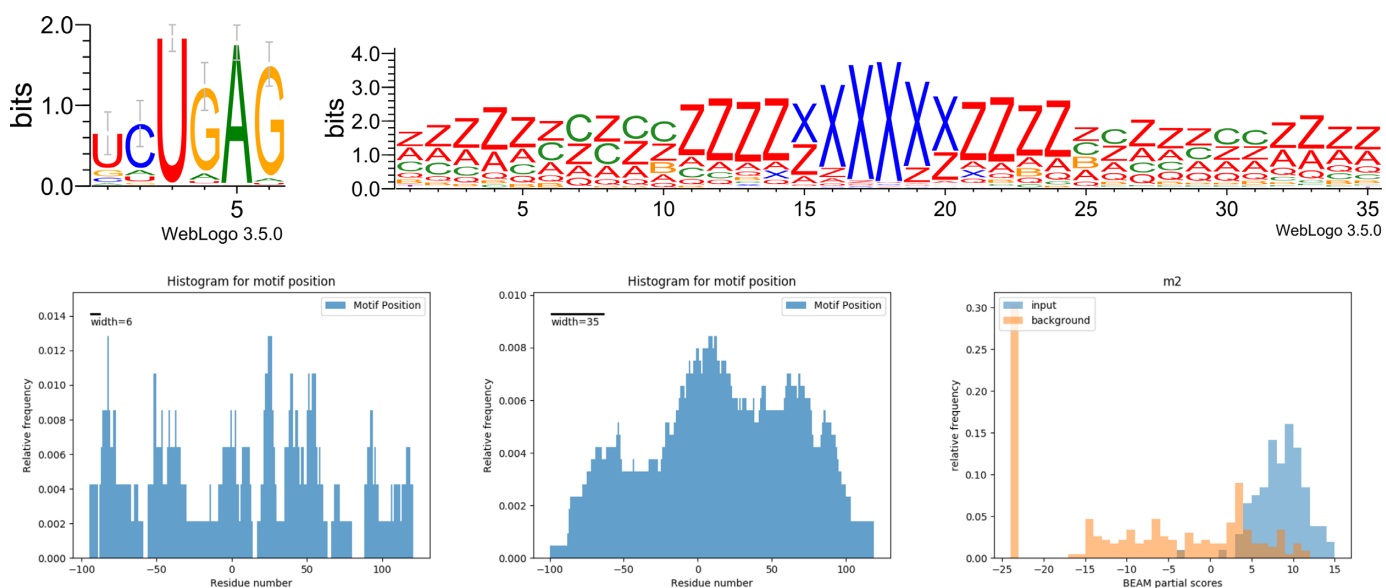 2.0
bits
1.0
0.0
UCUGAG
5
WebLogo 3.5.0
4.0
3.0
bits
2.0
1.0
0.0
ZZZZZZCZCCZZZZXXXXXXZZZZZCZZZCCZZZZ
5 10 15 20 25 30 35
WebLogo 3.5.0
Histogram for motif position
Motif Position
width=6
Relative frequency
0.014
0.012
0.010
0.008
0.006
0.004
0.002
0.000
−100 −50 0 50 100
Residue number
Histogram for motif position
Motif Position
width=35
Relative frequency
0.010
0.008
0.006
0.004
0.002
0.000
−100 −50 0 50 100
Residue number
m2
input
background
relative frequency
0.30
0.25
0.20
0.15
0.10
0.05
0.00
−25 −20 −15 −10 −5 0 5 10 15
BEAM partial scores